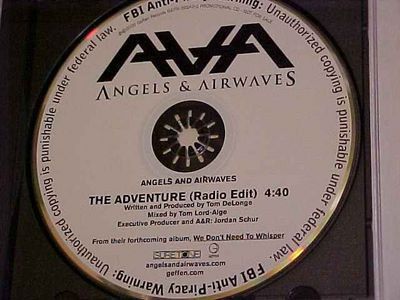 FBI Anti-Piracy Warning: Unauthorized copying is punishable under federal law.
FBI Anti-Piracy Warning: Unauthorized copying is punishable under federal law.
AVA
ANGELS & AIRWAVES
ANGELS AND AIRWAVES
THE ADVENTURE (Radio Edit) 4:40
Written and Produced by Tom DeLonge
Mixed by Tom Lord-Alge
Executive Producer and A&R: Jordan Schur
From their forthcoming album, We Don't Need To Whisper
SURETONE
GEFFEN
angelsandairwaves.com
geffen.com